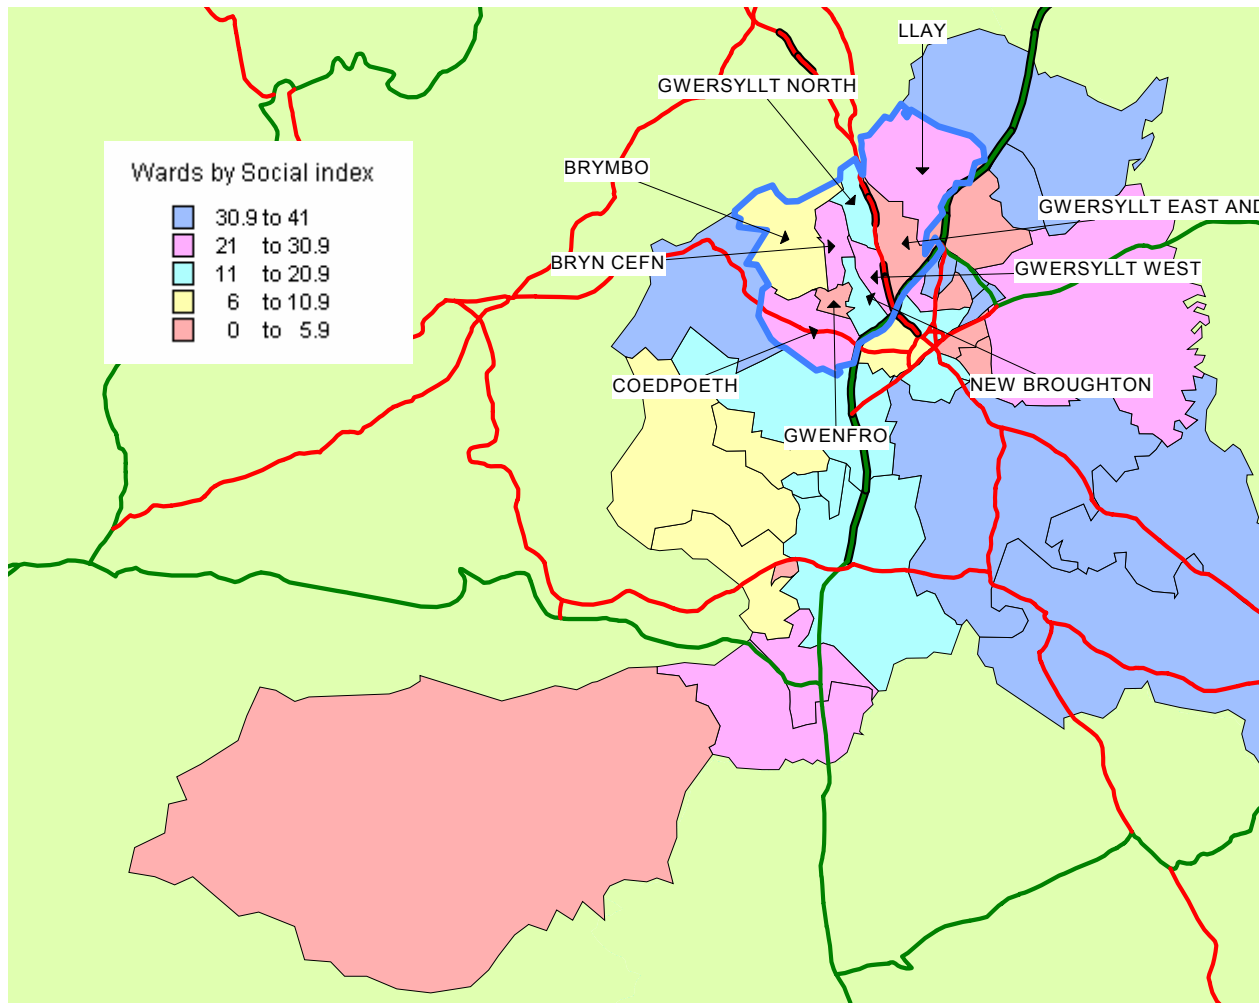 LLAY
GWERSYLLT NORTH
Wards by Social index
30.9 to 41
21 to 30.9
11 to 20.9
6 to 10.9
0 to 5.9
BRYMBO
GWERSYLLT EAST AND
BRYN CEFN
GWERSYLLT WEST
COEDPOETH
NEW BROUGHTON
GWENFRO